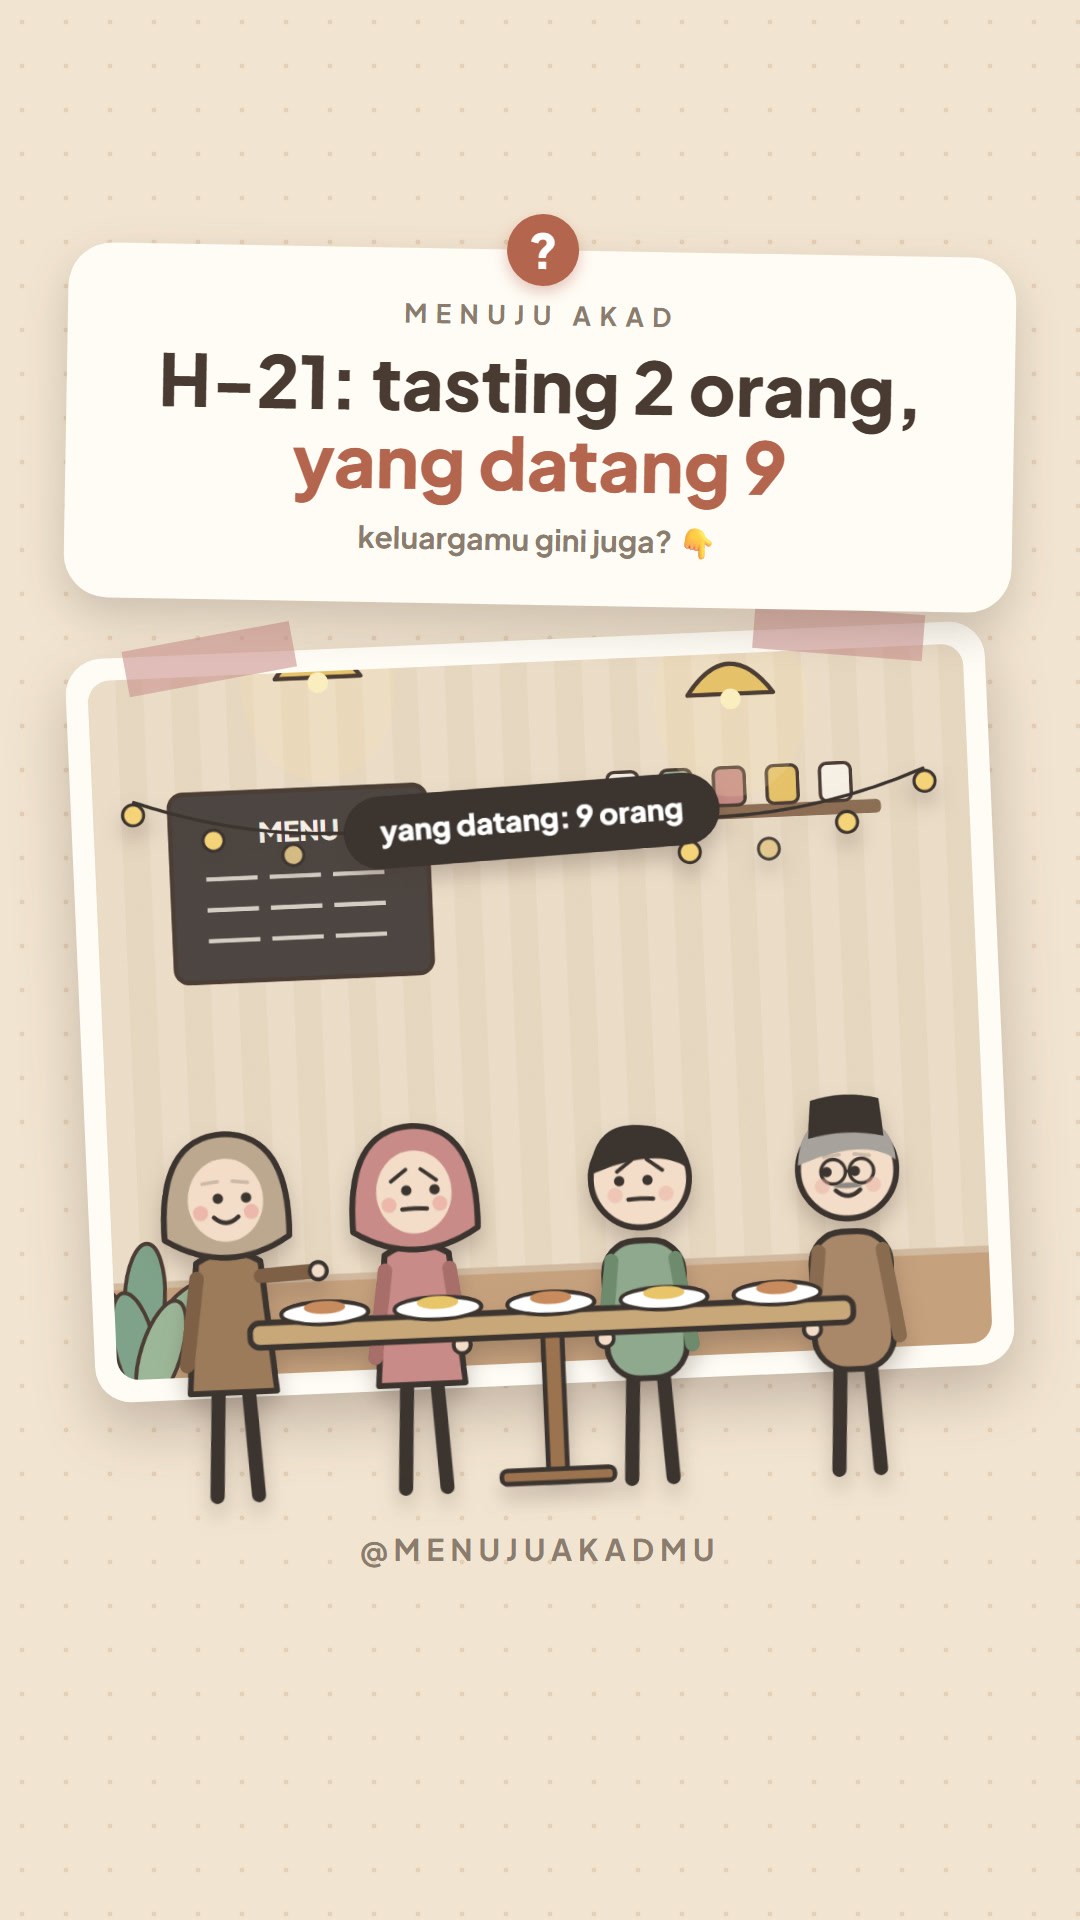 ?
MENUJU AKAD
H–21: tasting 2 orang,
yang datang 9
keluargamu gini juga? 👇
MENU
yang datang: 9 orang
@MENUJUAKADMU